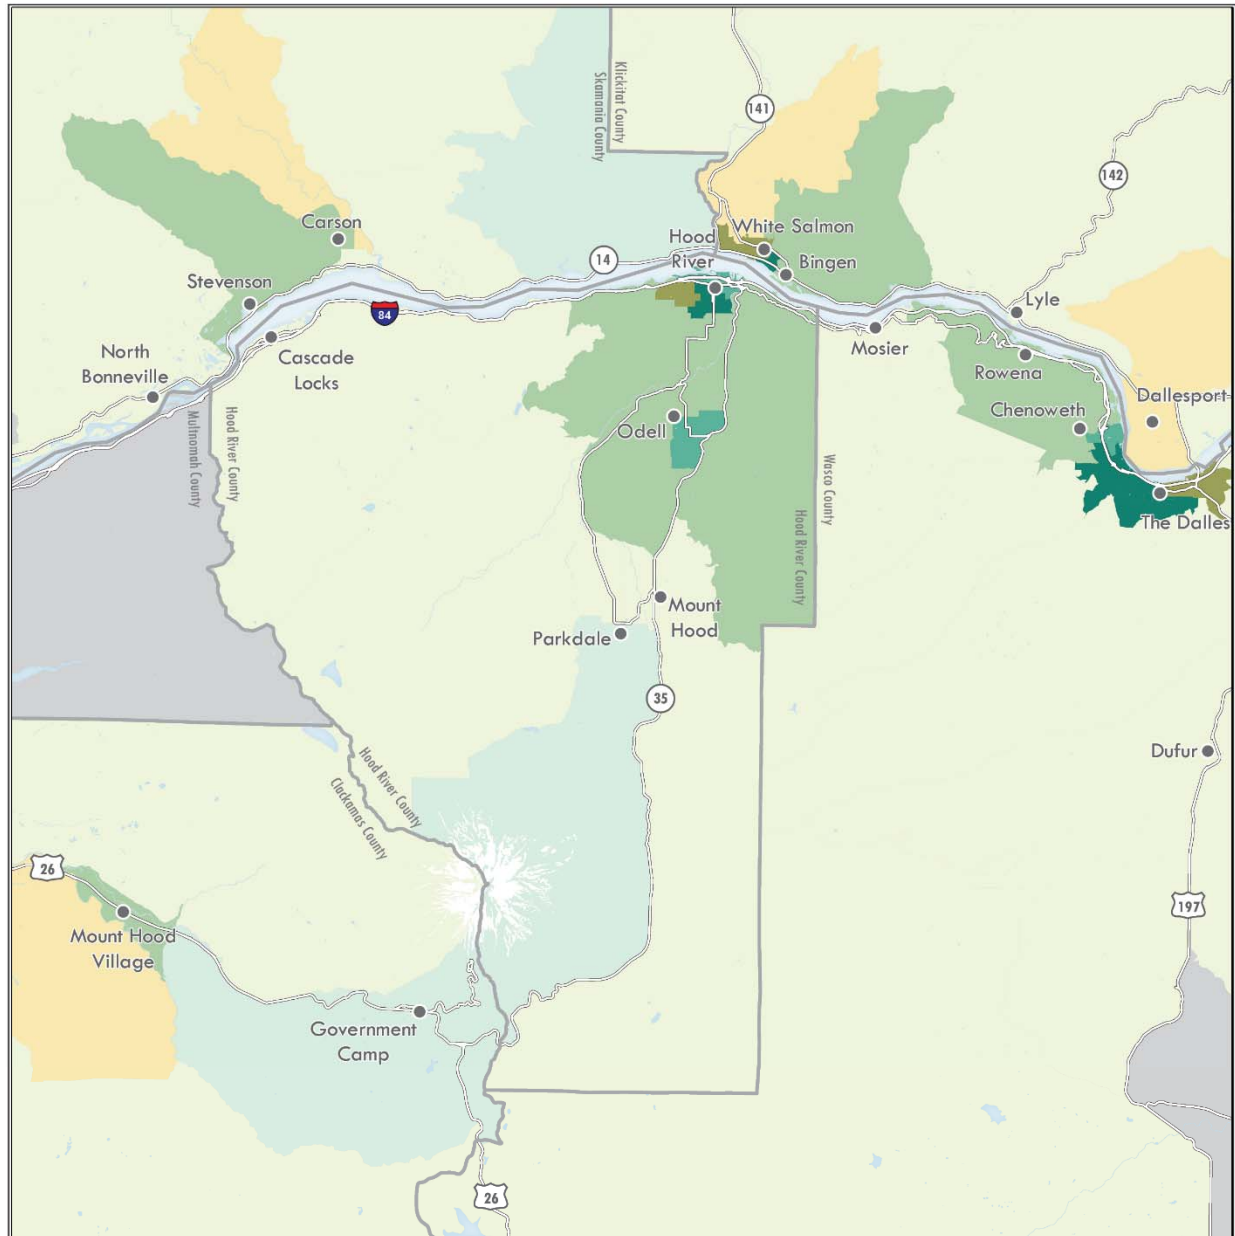 Klickitat County
Skamania County
141
142
Carson
White Salmon
Hood
River
14
Bingen
Stevenson
84
Lyle
North
Bonneville
Cascade
Locks
Mosier
Rowena
Dallesport
Chenoweth
Odell
Multnomah County
Hood River County
Wasco County
Hood River County
The Dalles
Mount
Hood
Parkdale
35
Dufur
Hood River County
Clackamas County
26
197
Mount Hood
Village
Government
Camp
26